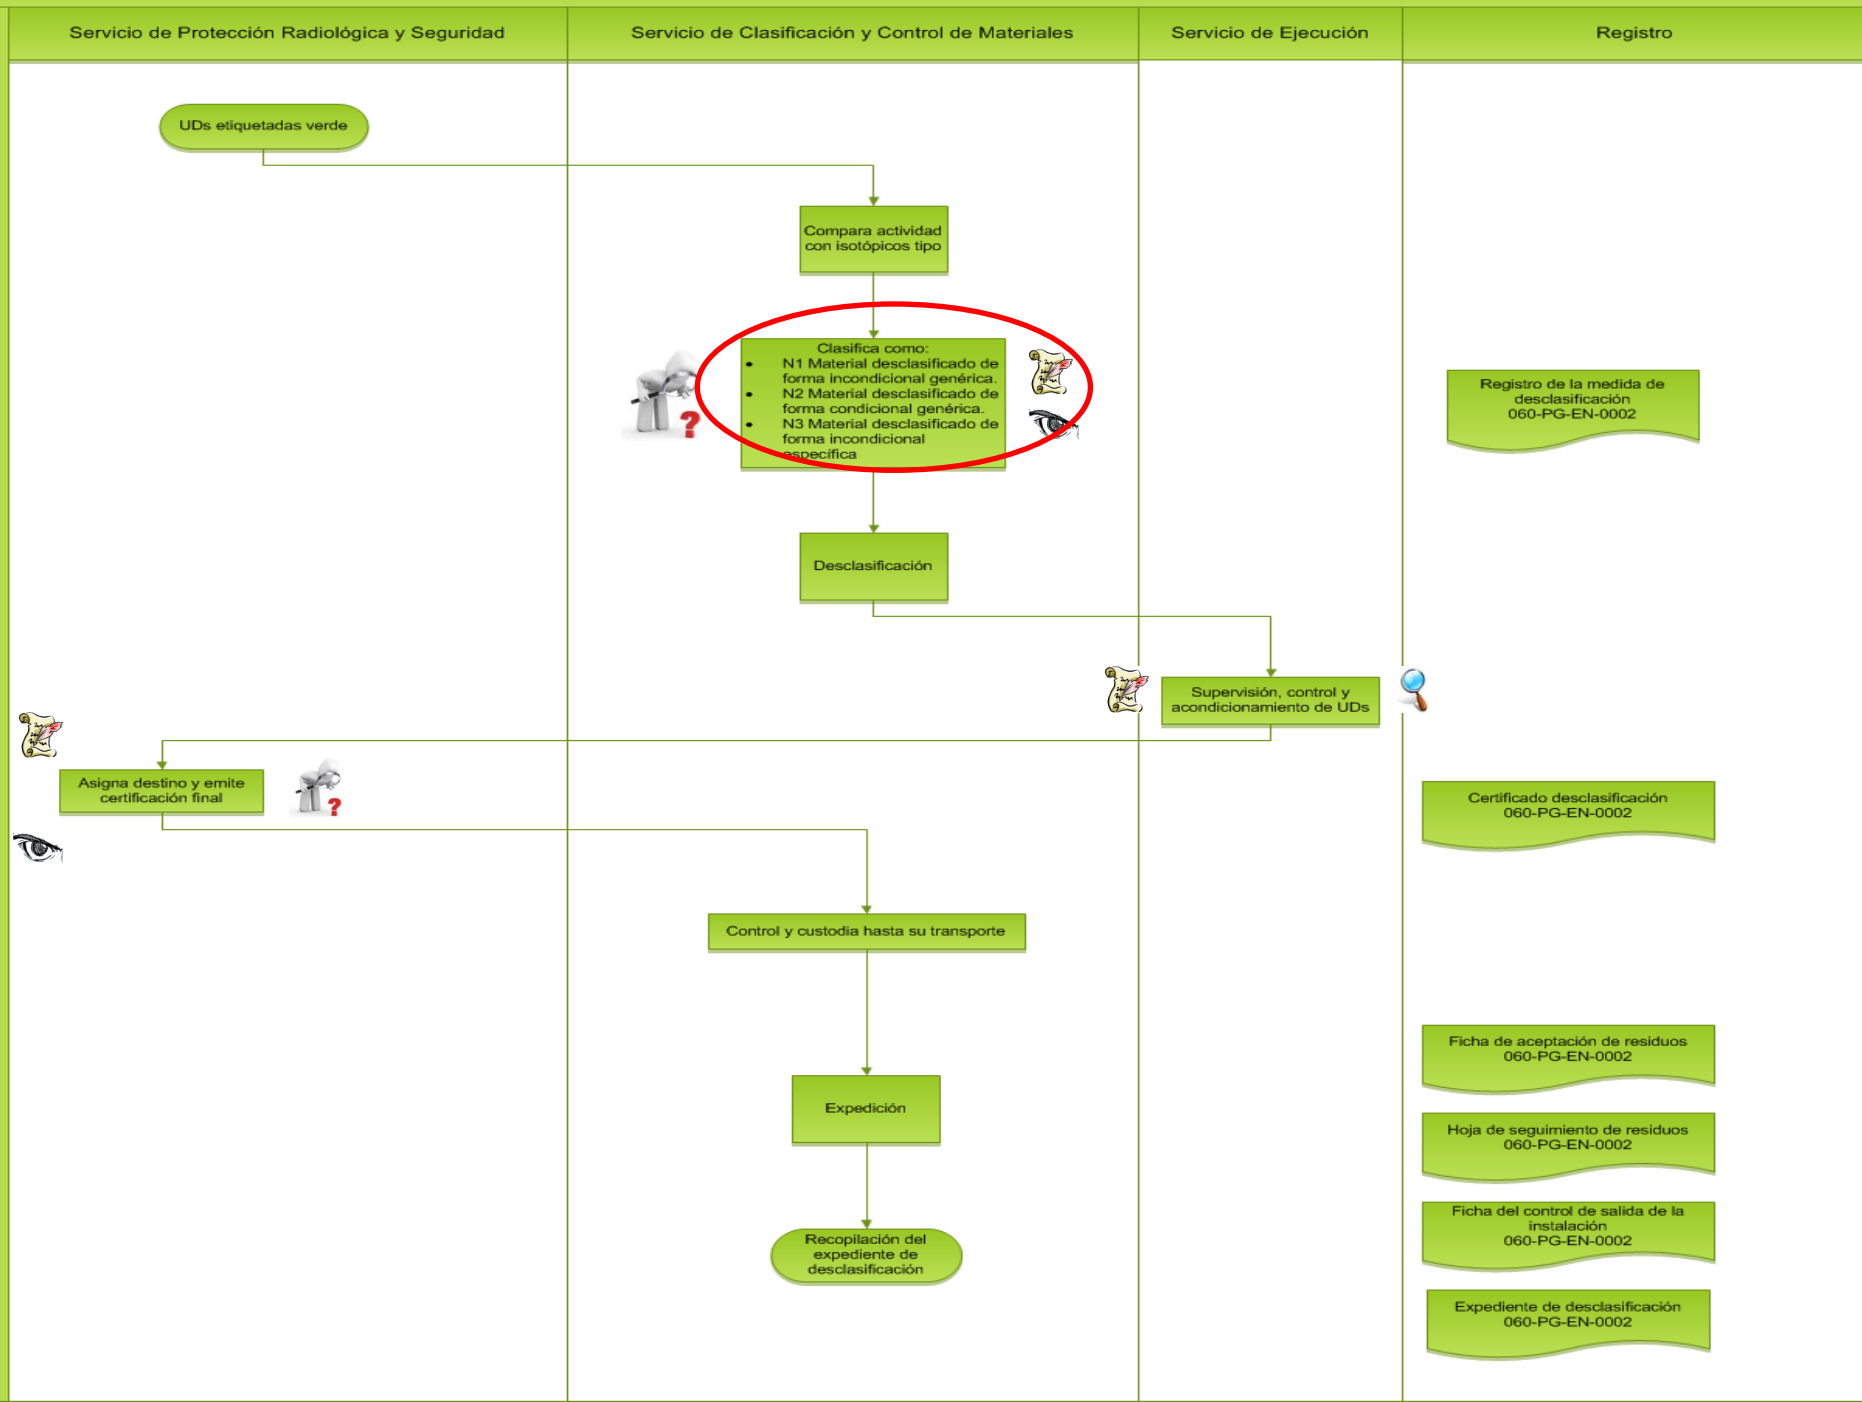 Servicio de Protección Radiológica y Seguridad
Servicio de Clasificación y Control de Materiales
Servicio de Ejecución
Registro
UDs etiquetadas verde
Compara actividad
con isotópicos tipo
Clasifica como:
• N1 Material desclasificado de
forma incondicional genérica.
• N2 Material desclasificado de
forma condicional genérica.
• N3 Material desclasificado de
forma incondicional
específica
?
Registro de la medida de
desclasificación
060-PG-EN-0002
Desclasificación
Supervisión, control y
acondicionamiento de UDs
Asigna destino y emite
certificación final
?
Certificado desclasificación
060-PG-EN-0002
Control y custodia hasta su transporte
Ficha de aceptación de residuos
060-PG-EN-0002
Expedición
Hoja de seguimiento de residuos
060-PG-EN-0002
Ficha del control de salida de la
instalación
060-PG-EN-0002
Recopilación del
expediente de
desclasificación
Expediente de desclasificación
060-PG-EN-0002